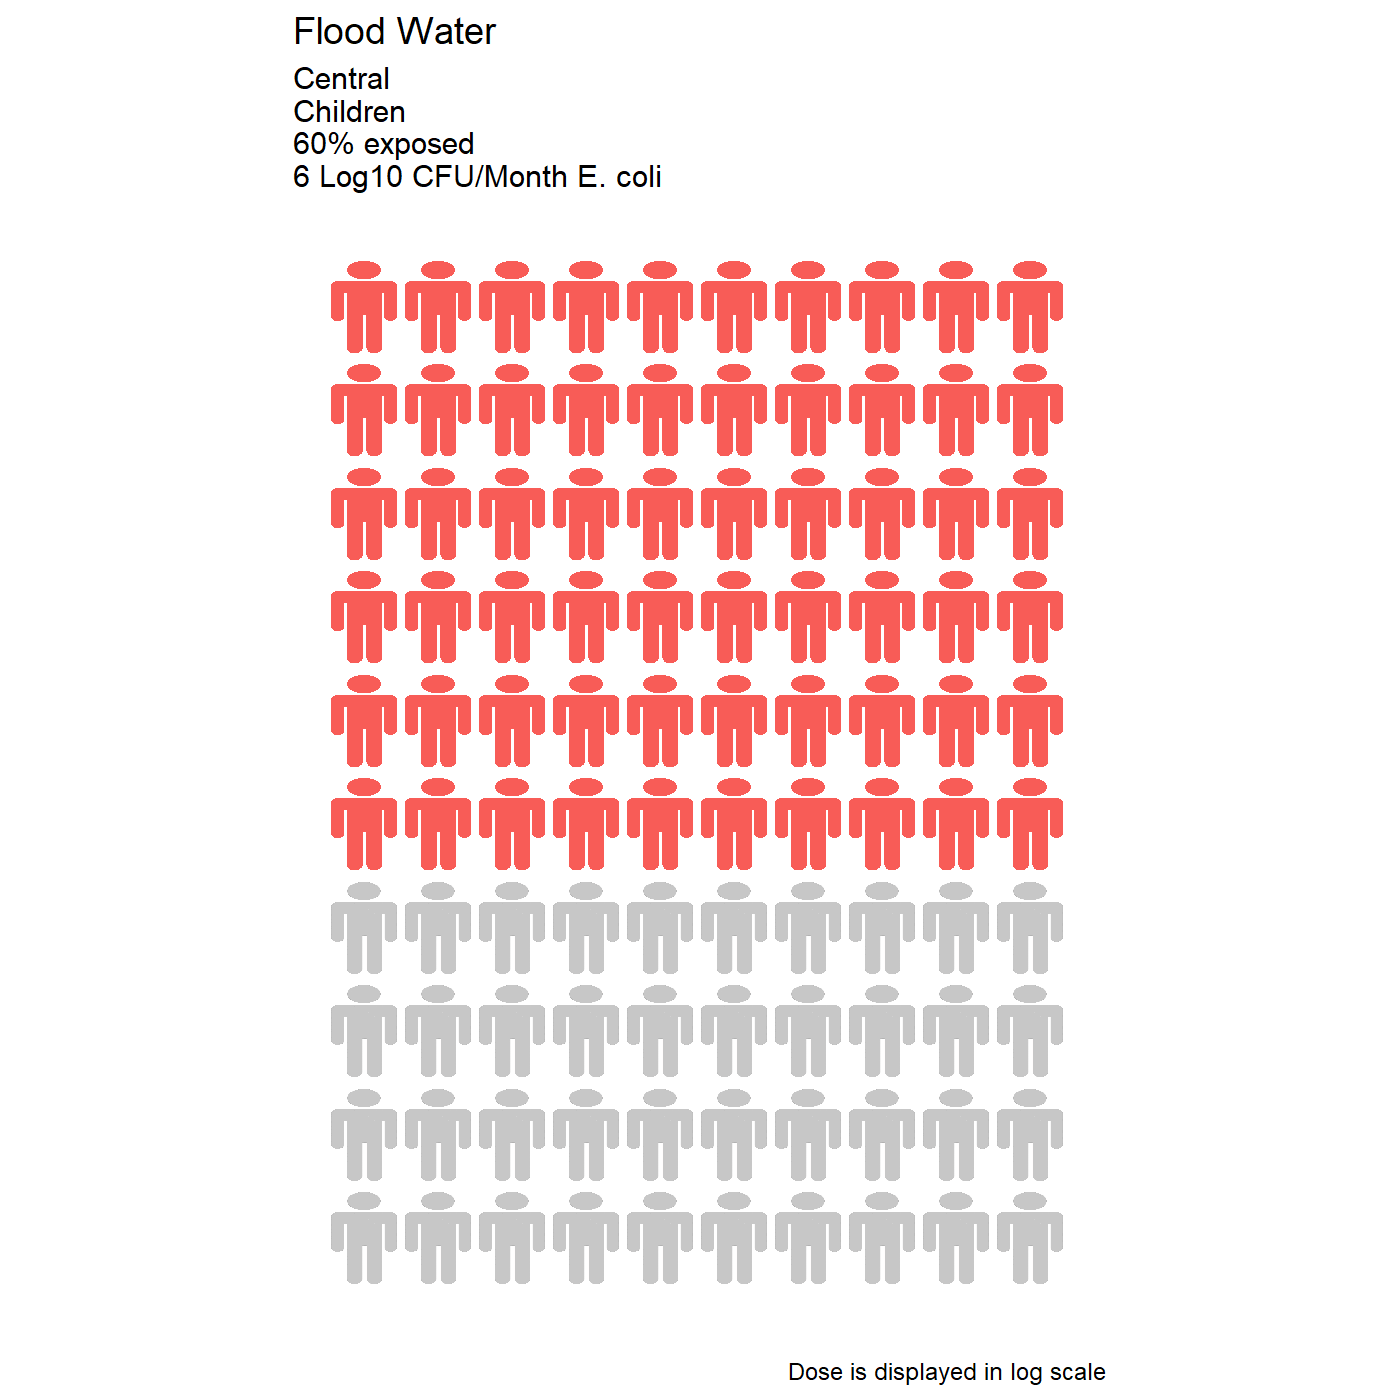 Flood Water
Central
Children
60% exposed
6 Log10 CFU/Month E. coli
Dose is displayed in log scale